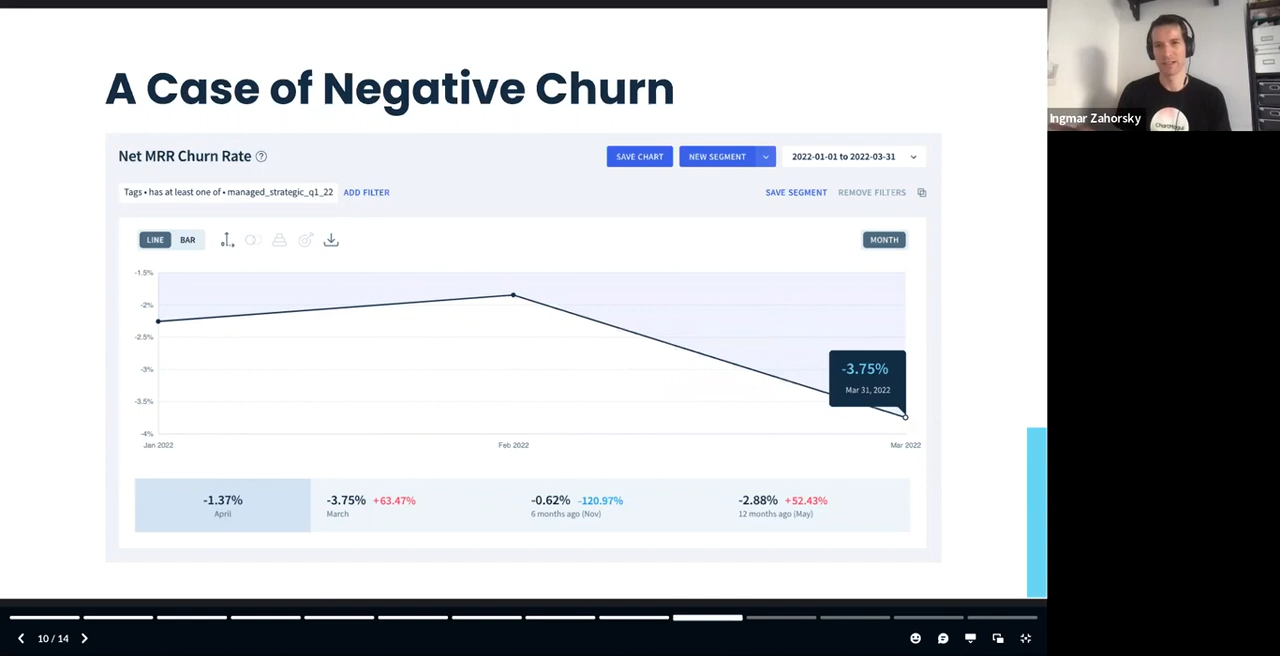 A Case of Negative Churn
Ingmar Zahorsky
Net MRR Churn Rate ?
SAVE CHART
NEW SEGMENT
2022-01-01 to 2022-03-31
Tags • has at least one of • managed_strategic_q1_22
ADD FILTER
SAVE SEGMENT
REMOVE FILTERS
LINE
BAR
MONTH
-1.5%
-2%
-2.5%
-3%
-3.5%
-4%
-3.75%
Mar 31, 2022
Jan 2022
Feb 2022
Mar 2022
-1.37%
April
-3.75% +63.47%
March
-0.62% -120.97%
6 months ago (Nov)
-2.88% +52.43%
12 months ago (May)
10 / 14